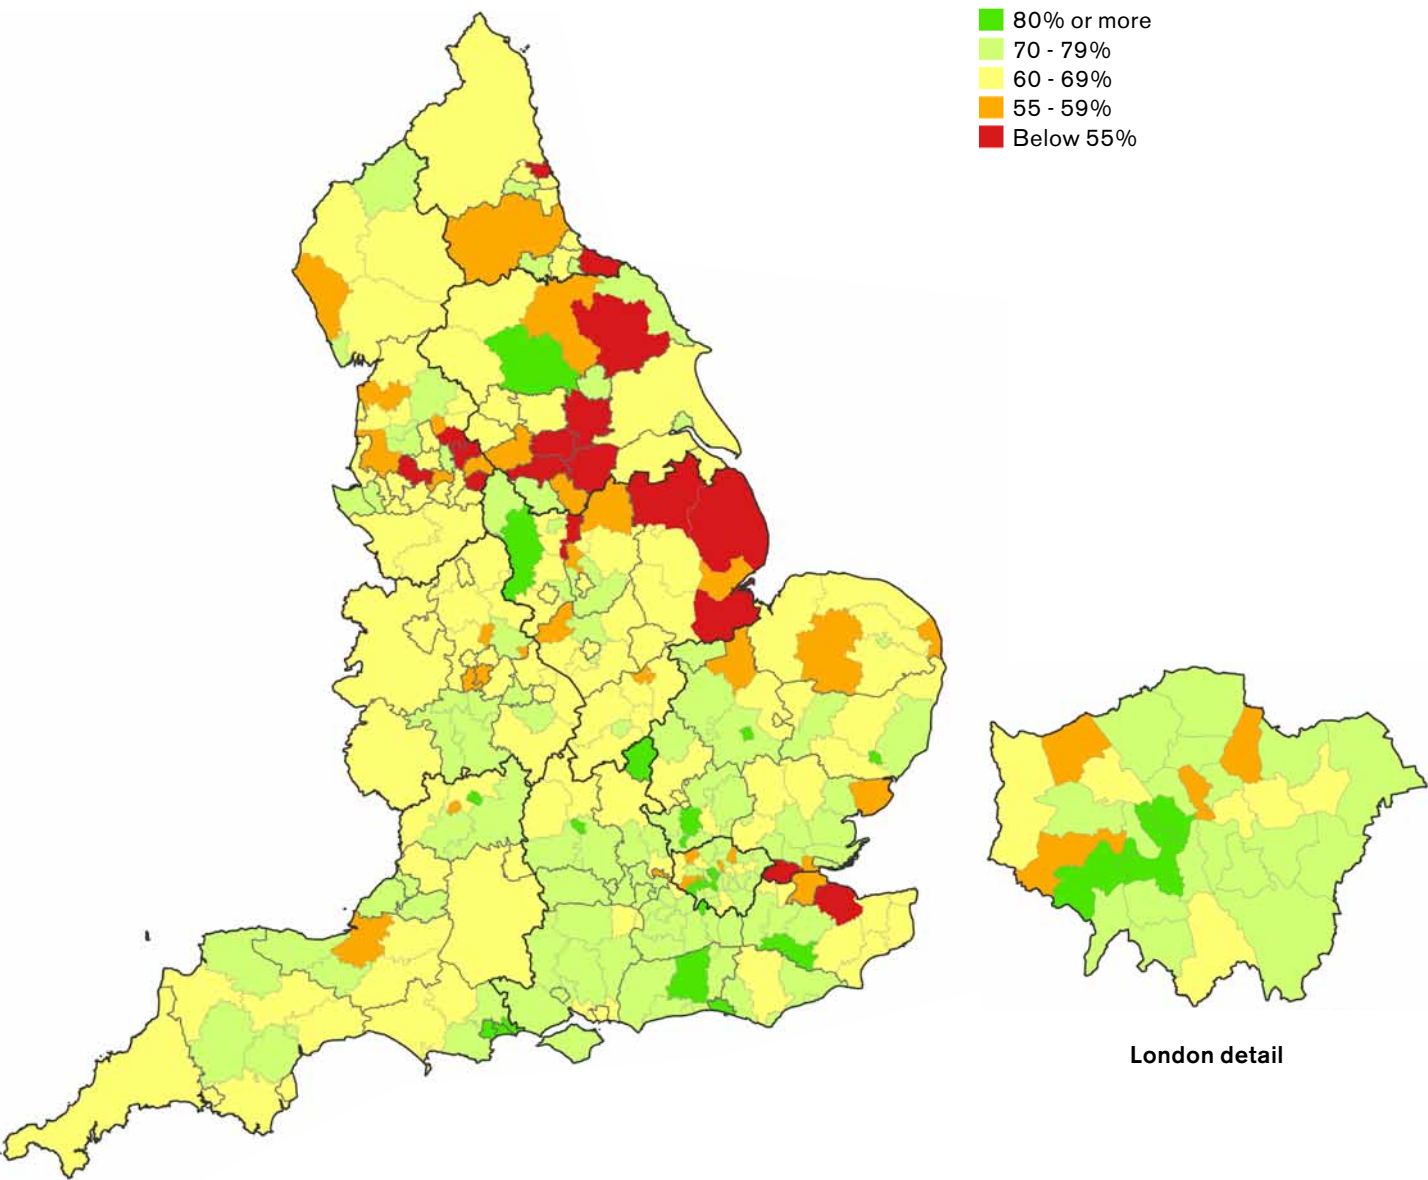 80% or more
70 - 79%
60 - 69%
55 - 59%
Below 55%
London detail